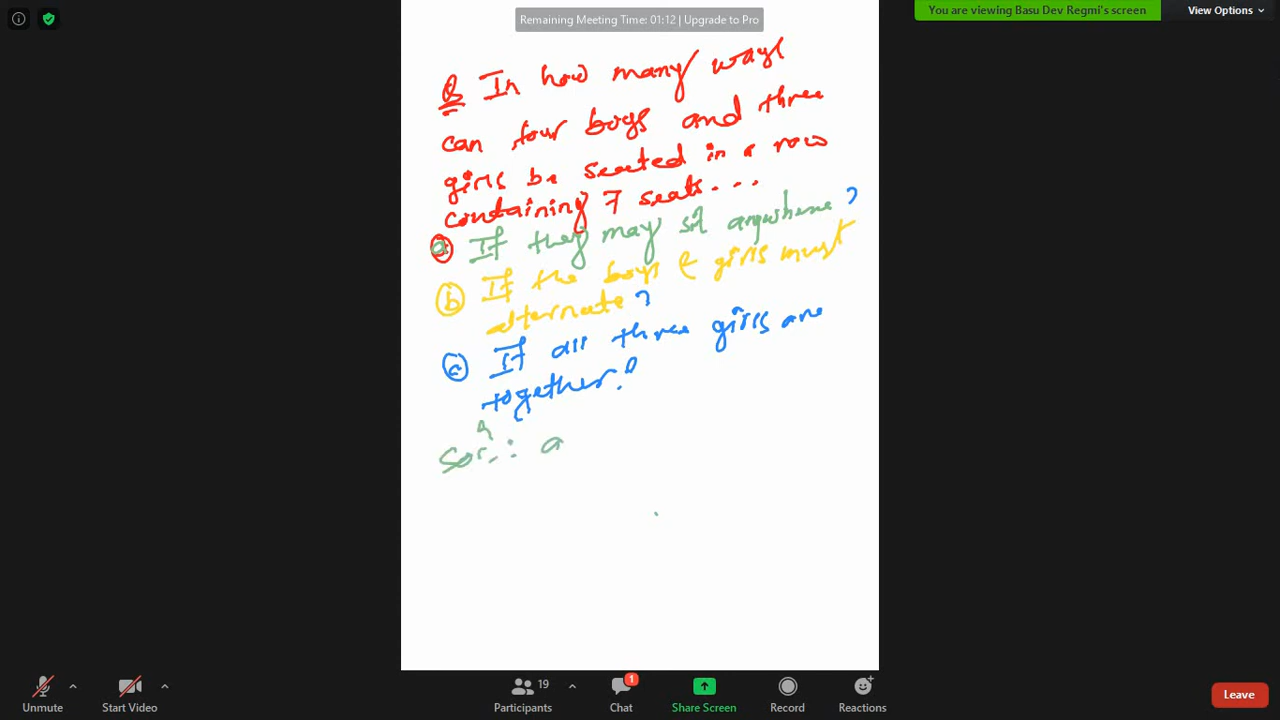 Remaining Meeting Time: 01:12 | Upgrade to Pro
You are viewing Basu Dev Regmi's screen
View Options
Q In how many ways
can four boys and three
girls be seated in a row
containing 7 seats...
a If they may sit anywhere?
b If the boys & girls must
alternate?
c If all three girls are
together?
Solⁿ: a
Unmute
Start Video
19
Participants
1
Chat
Share Screen
Record
Reactions
Leave